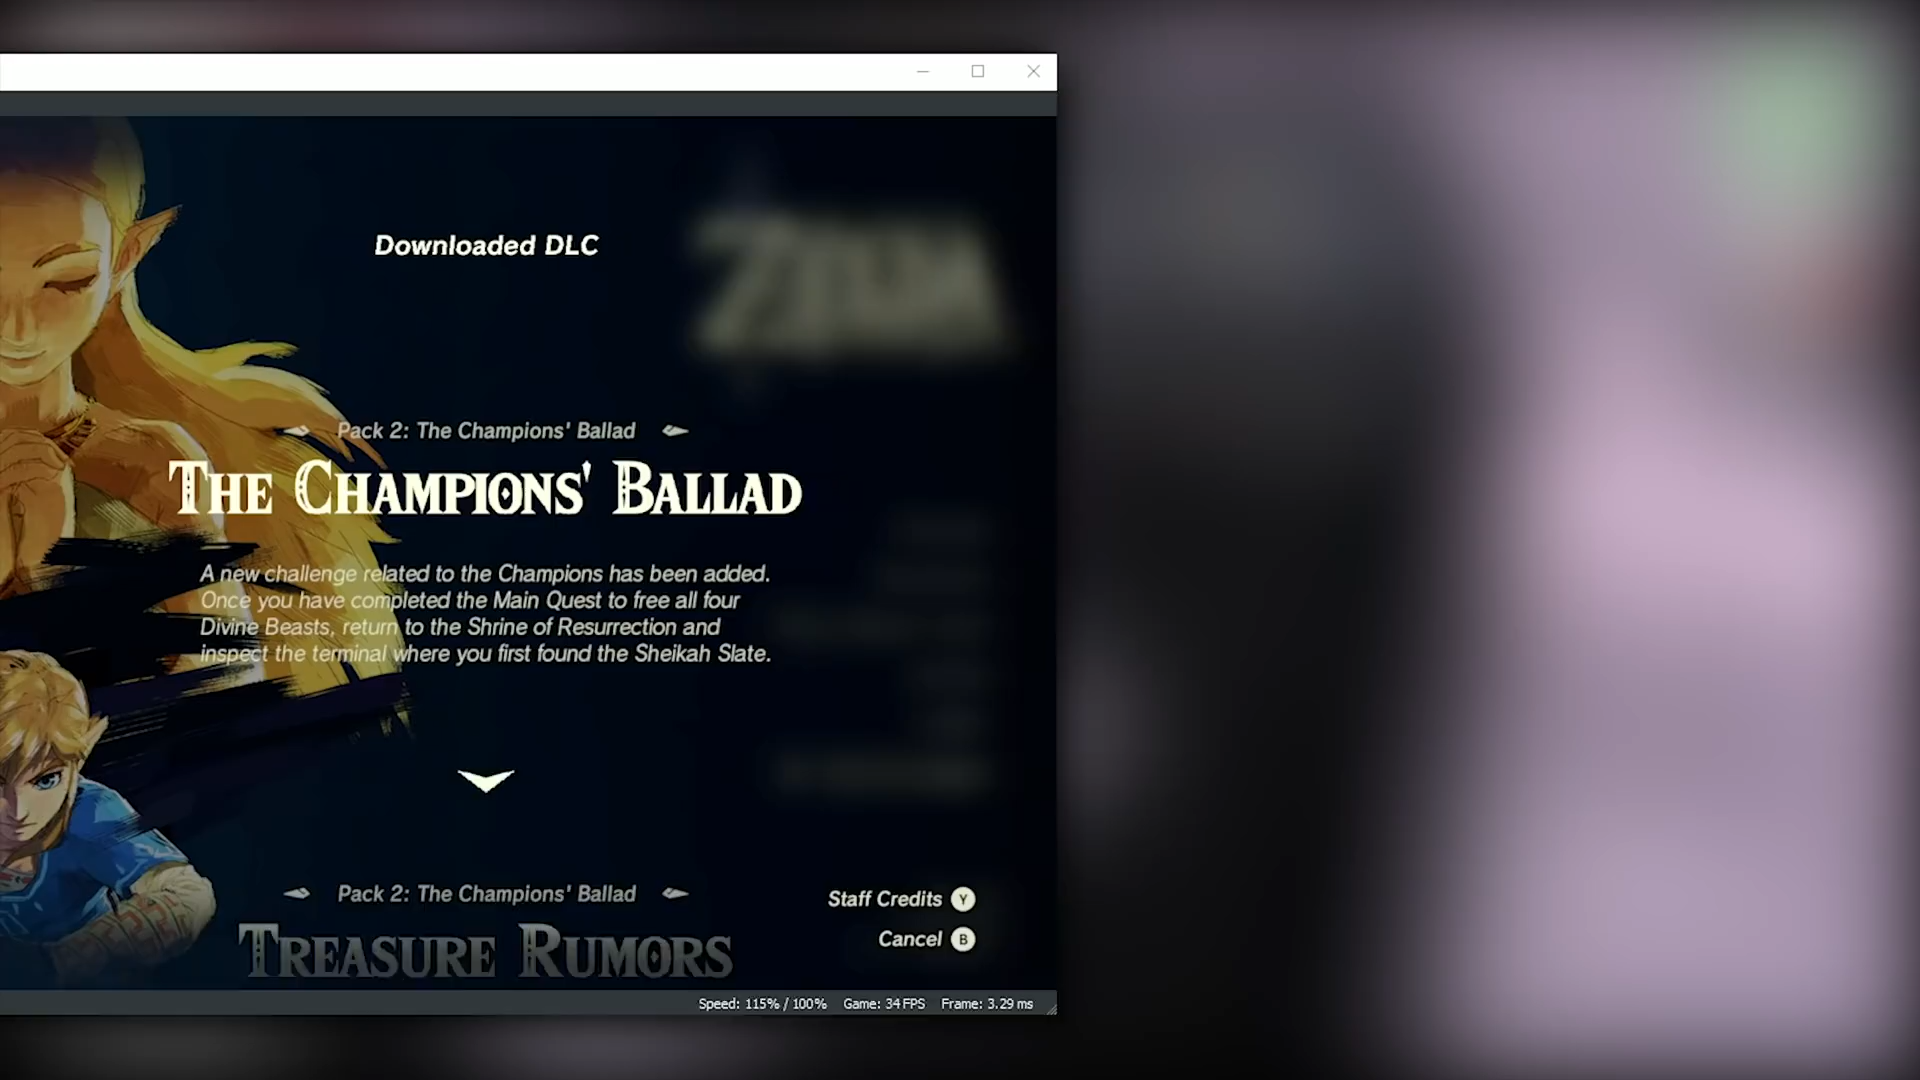 Downloaded DLC
ZELDA
Pack 2: The Champions' Ballad
THE CHAMPIONS' BALLAD
A new challenge related to the Champions has been added.
Once you have completed the Main Quest to free all four
Divine Beasts, return to the Shrine of Resurrection and
inspect the terminal where you first found the Sheikah Slate.
Pack 2: The Champions' Ballad
TREASURE RUMORS
Staff Credits Y
Cancel B
Speed: 115% / 100% Game: 34 FPS Frame: 3.29 ms